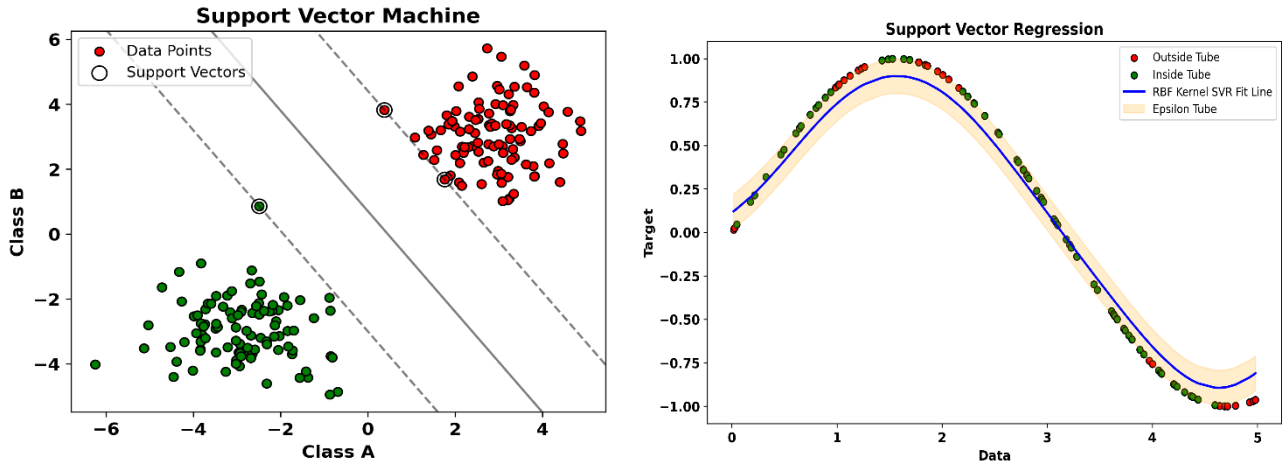 Support Vector Machine
Data Points
Support Vectors
Class B
6
4
2
0
−2
−4
−6 −4 −2 0 2 4
Class A
Support Vector Regression
Outside Tube
Inside Tube
RBF Kernel SVR Fit Line
Epsilon Tube
Target
1.00
0.75
0.50
0.25
0.00
−0.25
−0.50
−0.75
−1.00
0 1 2 3 4 5
Data